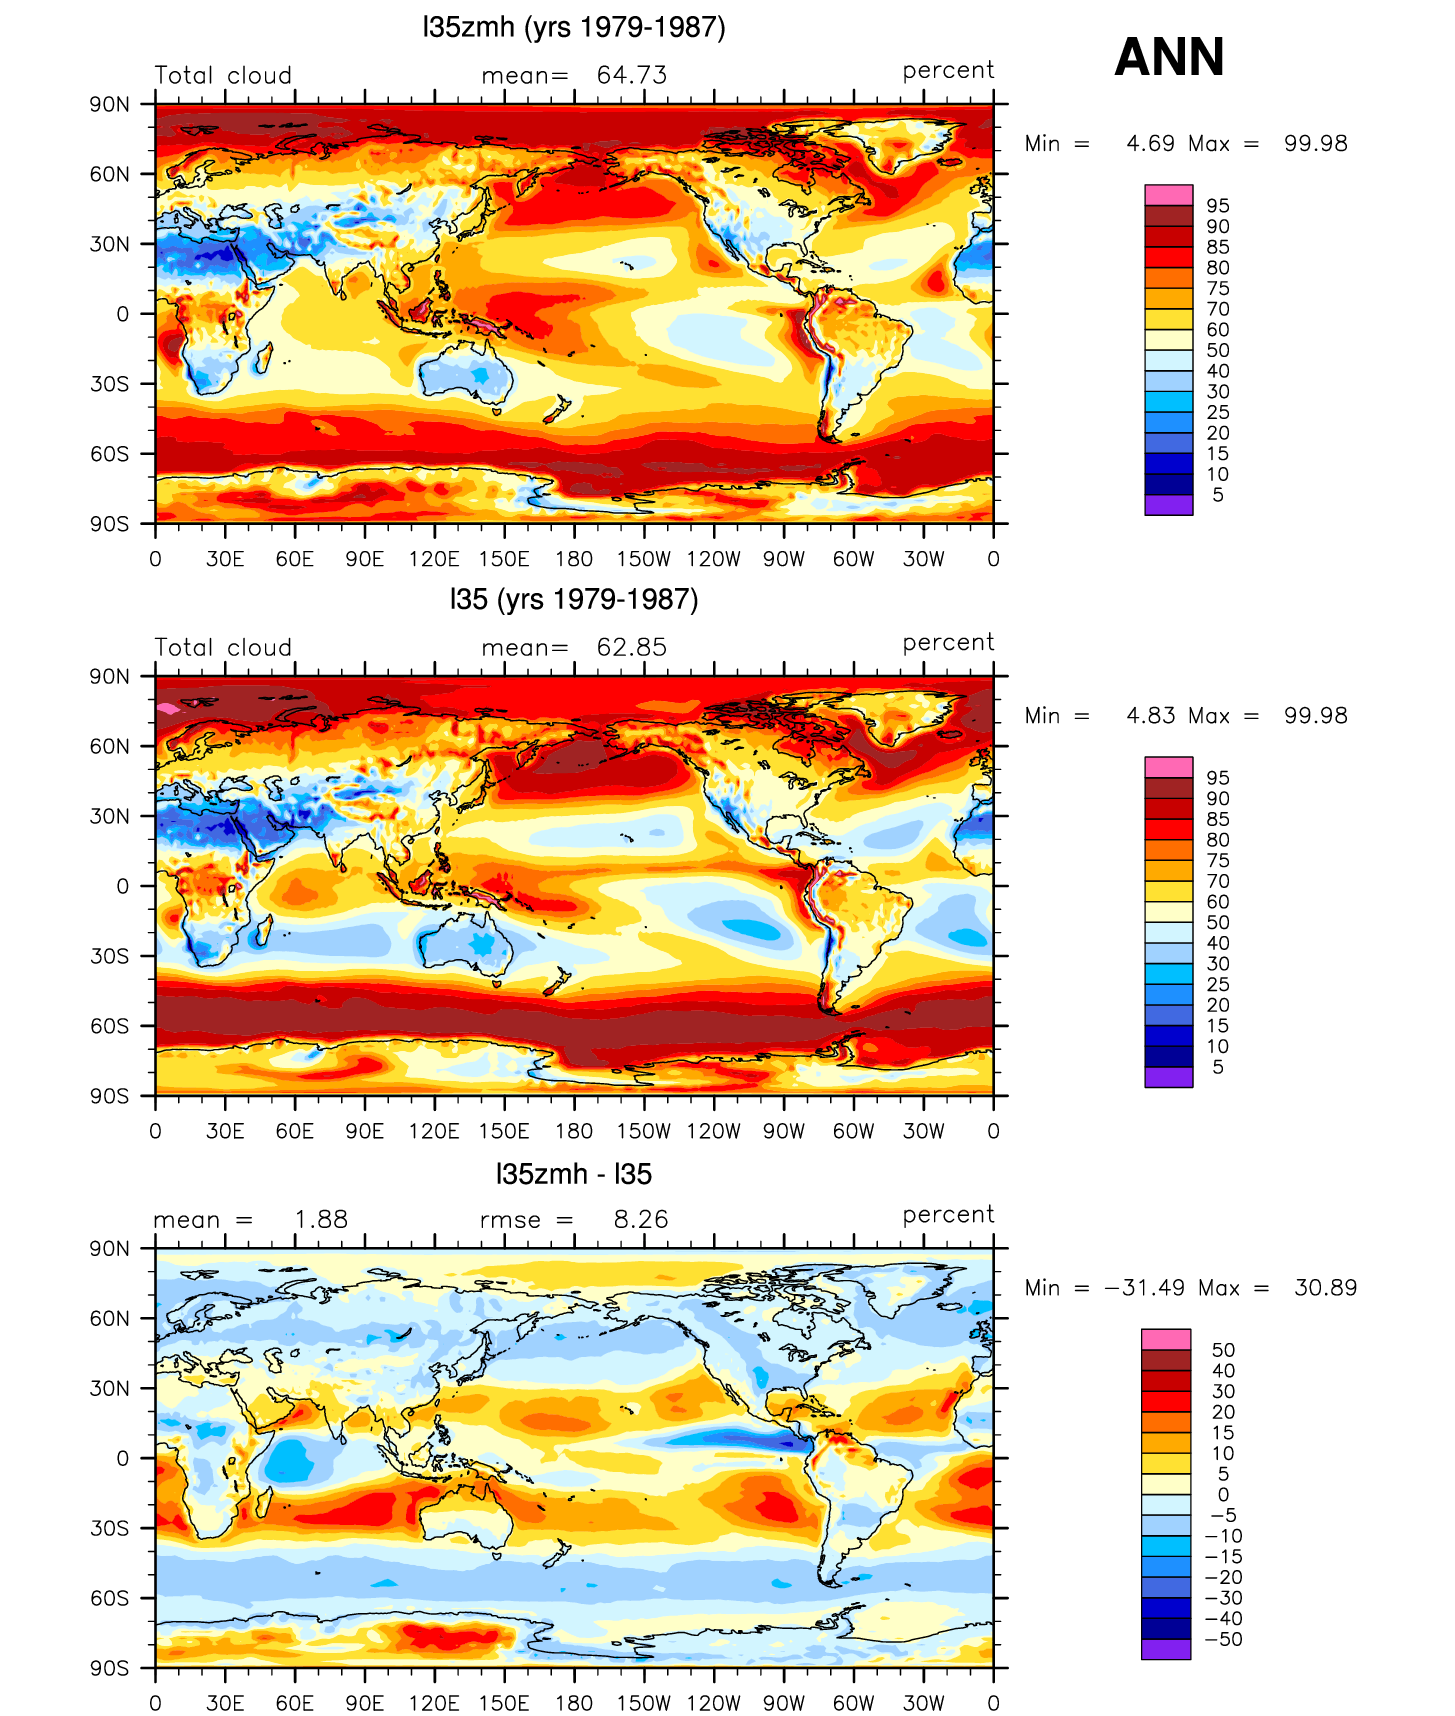 l35zmh (yrs 1979-1987)
ANN
Total cloud mean= 64.73 percent
Min = 4.69 Max = 99.98
90N
60N
30N
0
30S
60S
90S
0 30E 60E 90E 120E 150E 180 150W 120W 90W 60W 30W 0
95
90
85
80
75
70
60
50
40
30
25
20
15
10
5
l35 (yrs 1979-1987)
Total cloud mean= 62.85 percent
Min = 4.83 Max = 99.98
90N
60N
30N
0
30S
60S
90S
0 30E 60E 90E 120E 150E 180 150W 120W 90W 60W 30W 0
95
90
85
80
75
70
60
50
40
30
25
20
15
10
5
l35zmh - l35
mean = 1.88 rmse = 8.26 percent
Min = −31.49 Max = 30.89
90N
60N
30N
0
30S
60S
90S
0 30E 60E 90E 120E 150E 180 150W 120W 90W 60W 30W 0
50
40
30
20
15
10
5
0
−5
−10
−15
−20
−30
−40
−50